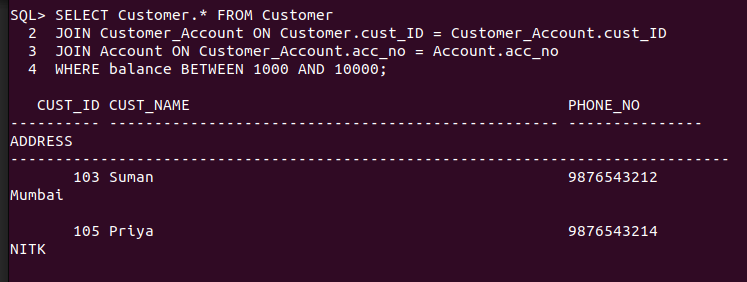 SQL> SELECT Customer.* FROM Customer
2 JOIN Customer_Account ON Customer.cust_ID = Customer_Account.cust_ID
3 JOIN Account ON Customer_Account.acc_no = Account.acc_no
4 WHERE balance BETWEEN 1000 AND 10000;
CUST_ID CUST_NAME PHONE_NO
---------- -------------------------------------------------- ---------------
ADDRESS
--------------------------------------------------------------------------------
103 Suman 9876543212
Mumbai
105 Priya 9876543214
NITK